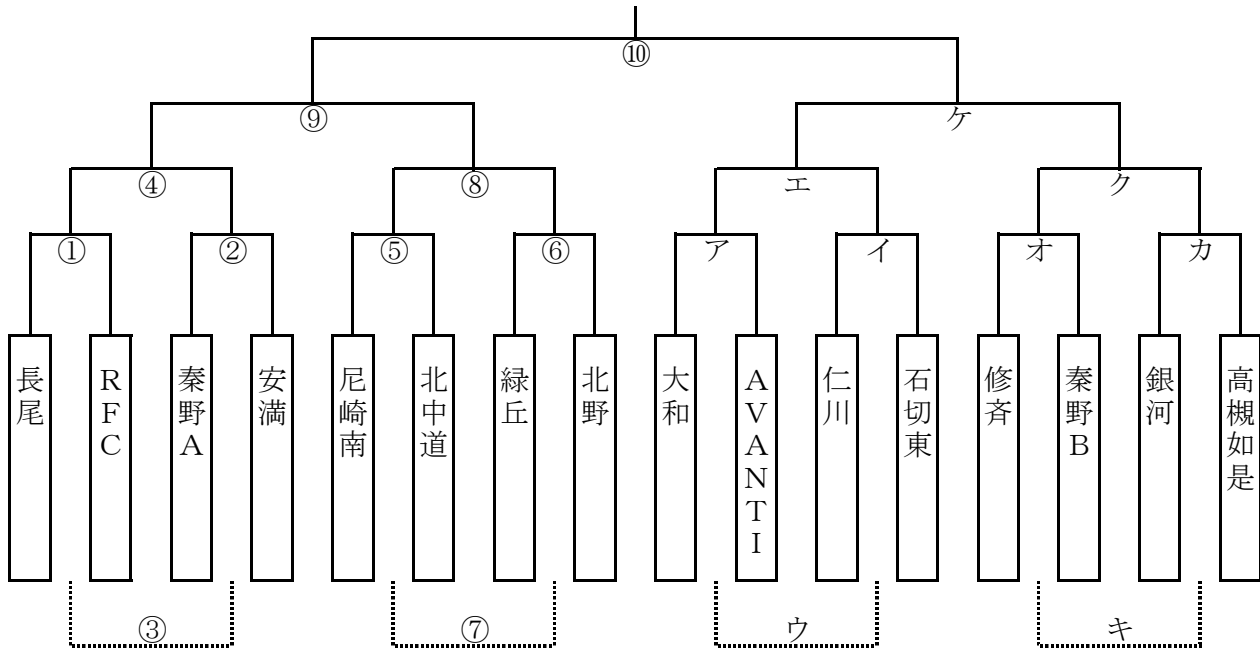 ⑩
⑨
ケ
④
⑧
エ
ク
①
②
⑤
⑥
ア
イ
オ
カ
長尾
RFC
秦野A
安満
尼崎南
北中道
緑丘
北野
大和
AVANTI
仁川
石切東
修斉
秦野B
銀河
高槻如是
③
⑦
ウ
キ